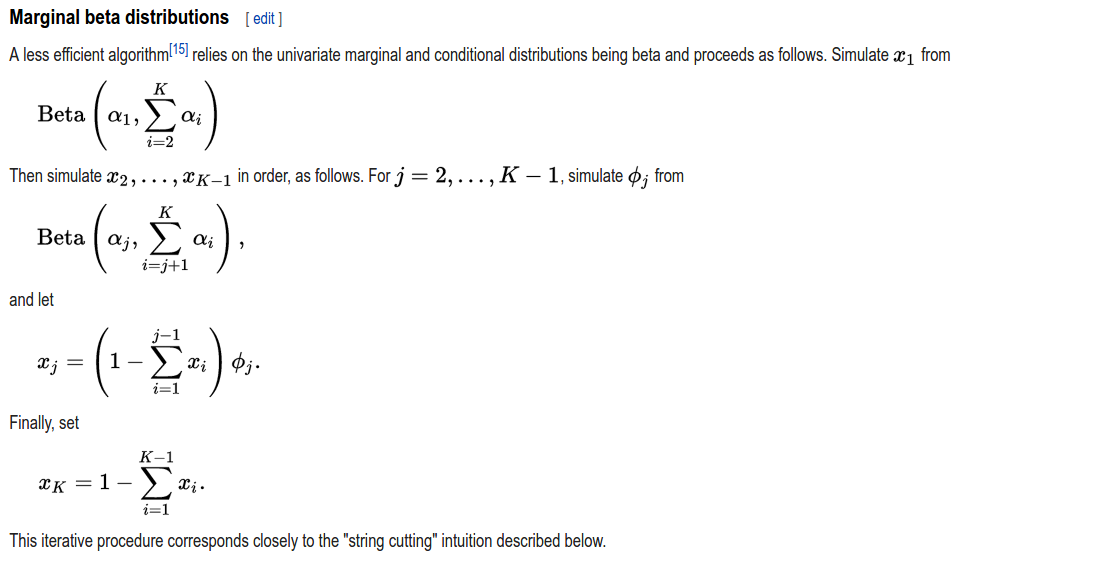 Marginal beta distributions [ edit ]
A less efficient algorithm[15] relies on the univariate marginal and conditional distributions being beta and proceeds as follows. Simulate $x_1$ from
$\operatorname{Beta}\left(\alpha_1, \sum_{i=2}^{K} \alpha_i\right)$
Then simulate $x_2, \ldots, x_{K-1}$ in order, as follows. For $j = 2, \ldots, K-1$, simulate $\phi_j$ from
$\operatorname{Beta}\left(\alpha_j, \sum_{i=j+1}^{K} \alpha_i\right),$
and let
$x_j = \left(1 - \sum_{i=1}^{j-1} x_i\right) \phi_j.$
Finally, set
$x_K = 1 - \sum_{i=1}^{K-1} x_i.$
This iterative procedure corresponds closely to the "string cutting" intuition described below.